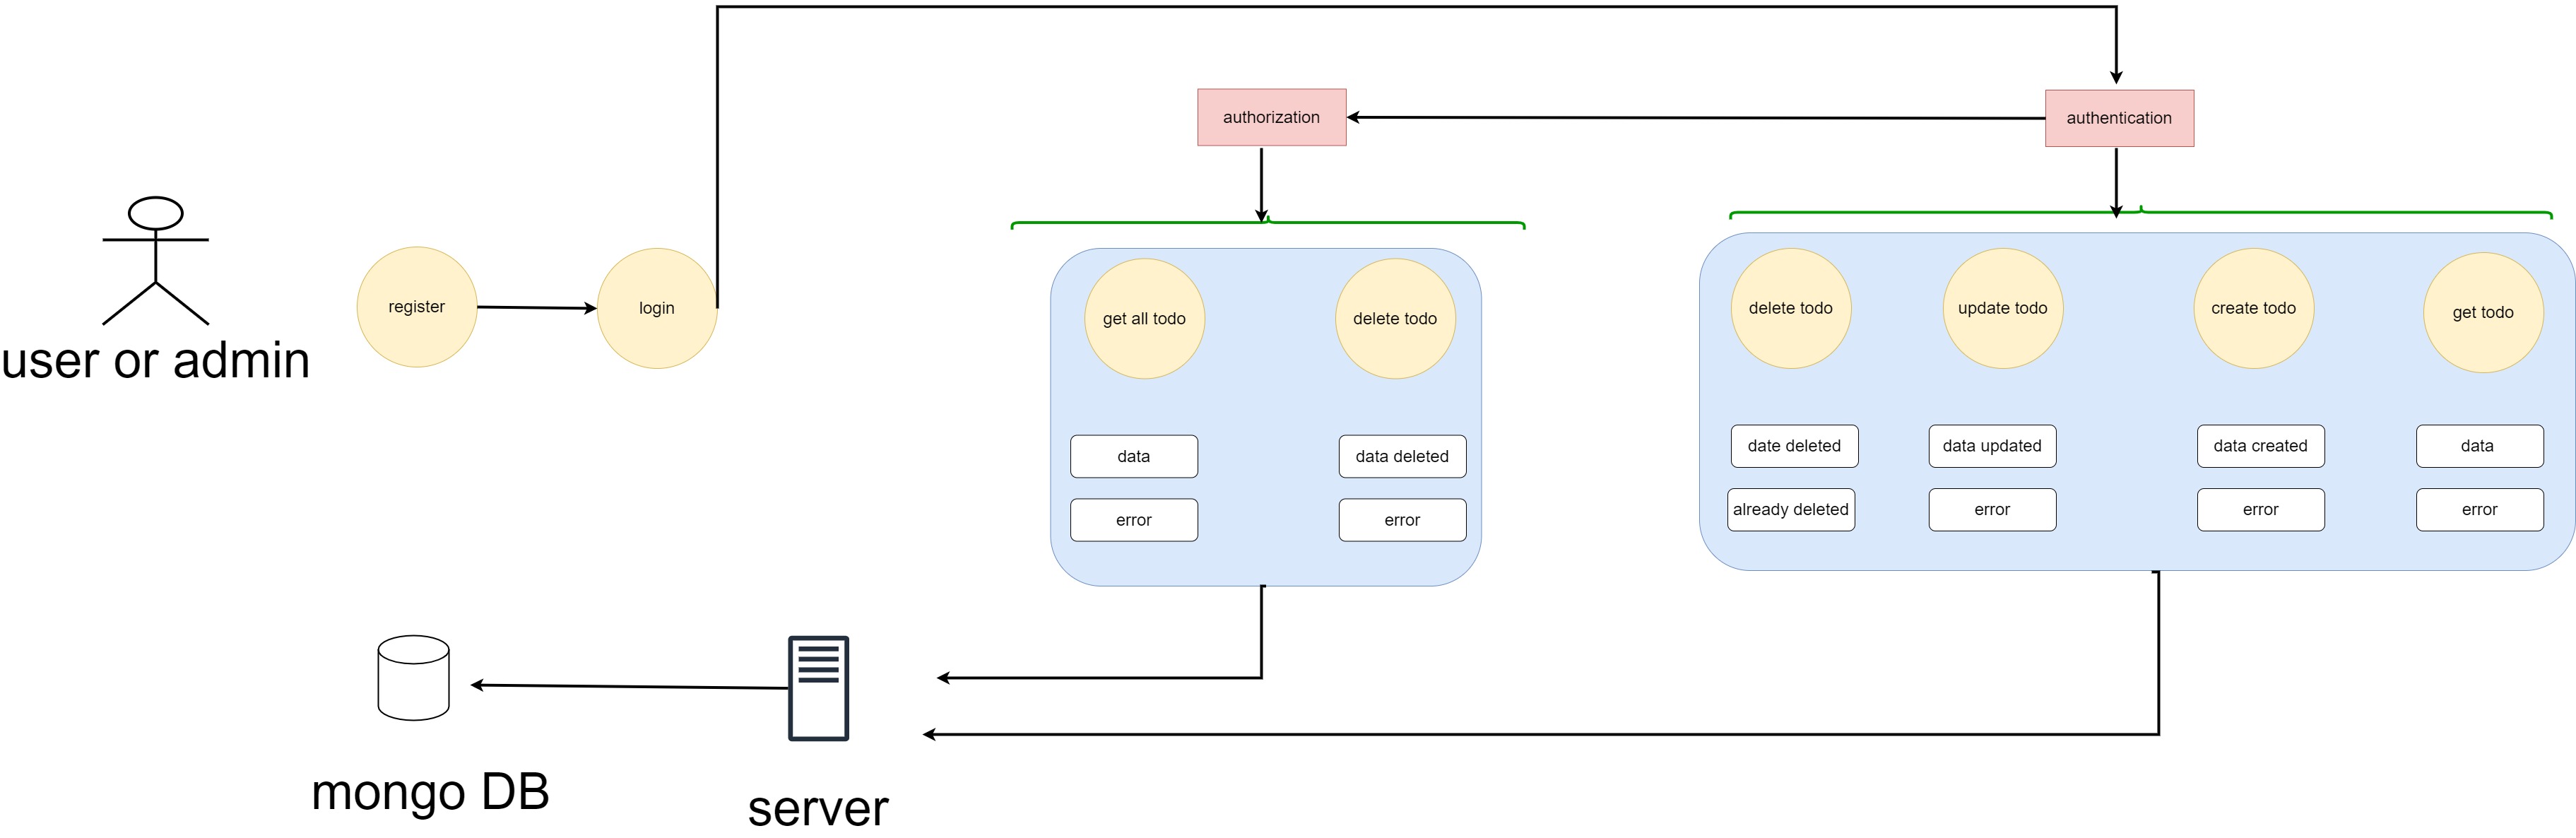 authorization
authentication
user or admin
register
login
get all todo
delete todo
data
data deleted
error
error
delete todo
update todo
create todo
get todo
date deleted
data updated
data created
data
already deleted
error
error
error
mongo DB
server